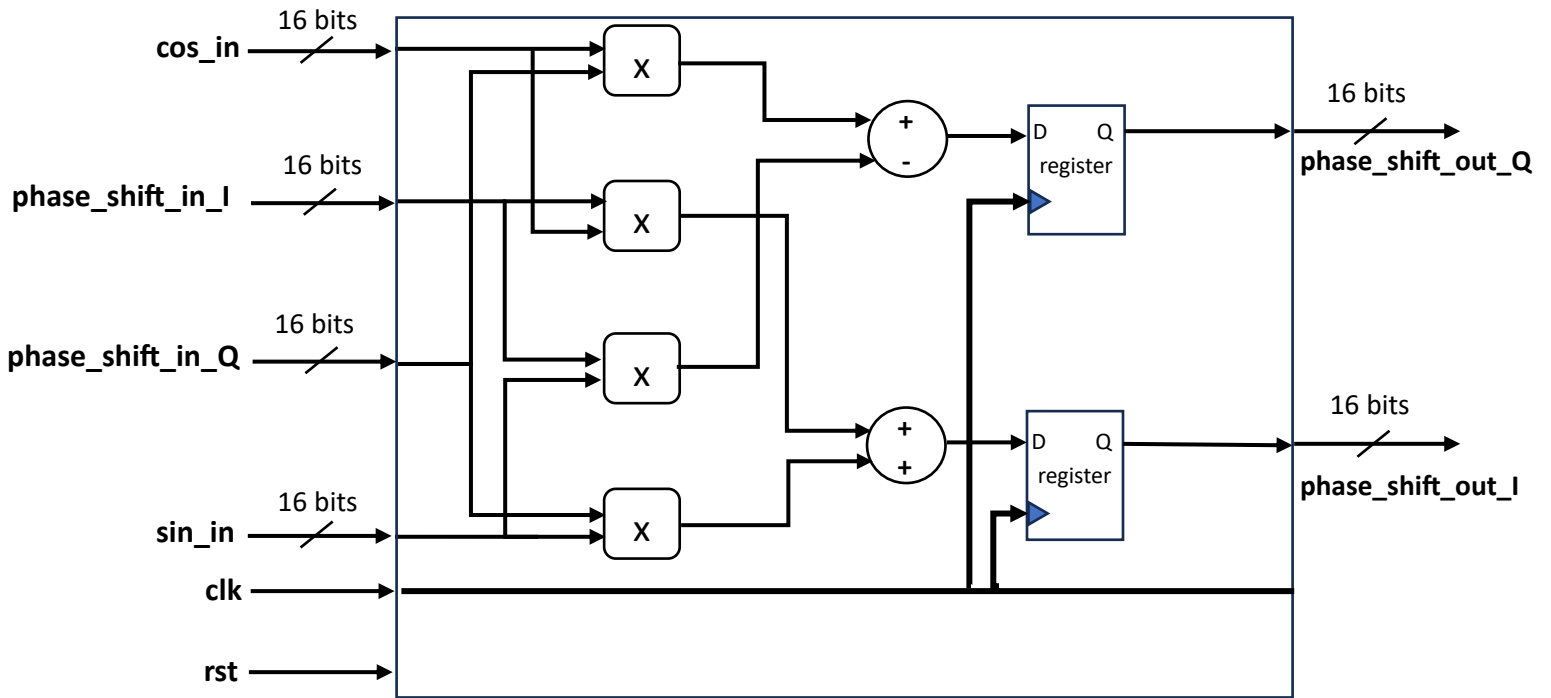 16 bits
cos_in
X
+
-
D Q
register
16 bits
phase_shift_out_Q
16 bits
phase_shift_in_I
X
16 bits
phase_shift_in_Q
X
+
+
D Q
register
16 bits
phase_shift_out_I
16 bits
sin_in
X
clk
rst